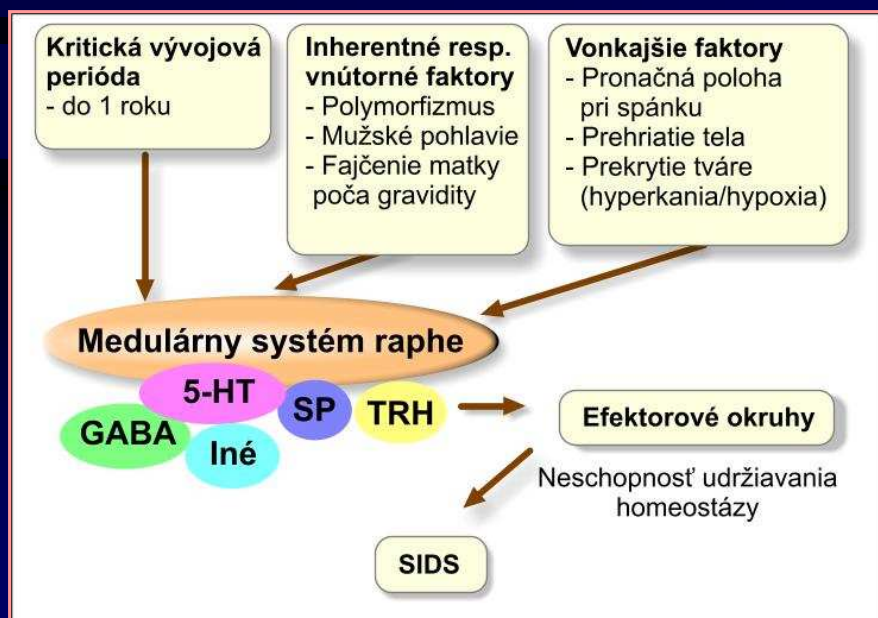 Kritická vývojová
perióda
- do 1 roku
Inherentné resp.
vnútorné faktory
- Polymorfizmus
- Mužské pohlavie
- Fajčenie matky
poča gravidity
Vonkajšie faktory
- Pronačná poloha
pri spánku
- Prehriatie tela
- Prekrytie tváre
(hyperkania/hypoxia)
Medulárny systém raphe
5-HT
SP
TRH
GABA
Iné
Efektorové okruhy
Neschopnosť udržiavania
homeostázy
SIDS